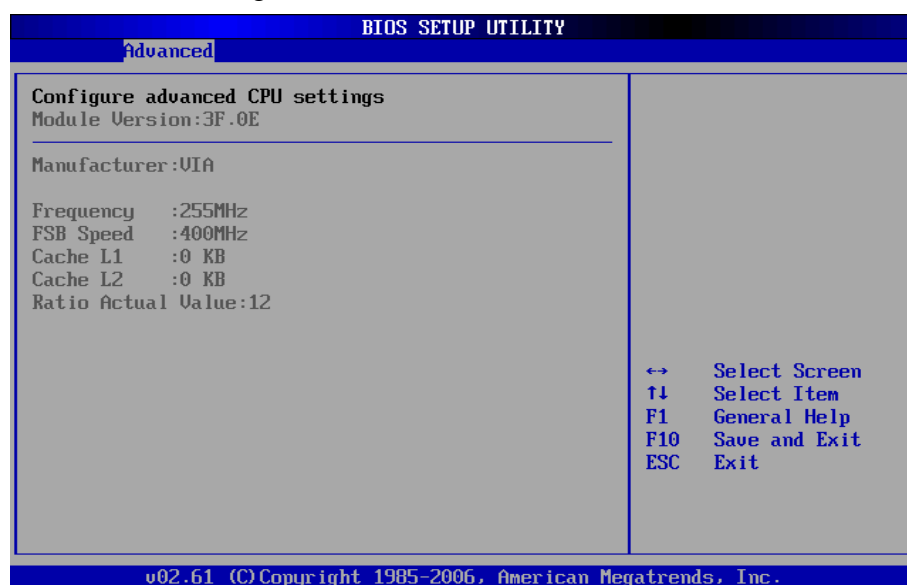 BIOS SETUP UTILITY
Advanced
Configure advanced CPU settings
Module Version:3F.0E
Manufacturer:VIA
Frequency :255MHz
FSB Speed :400MHz
Cache L1 :0 KB
Cache L2 :0 KB
Ratio Actual Value:12
↔ Select Screen
↑↓ Select Item
F1 General Help
F10 Save and Exit
ESC Exit
v02.61 (C)Copyright 1985-2006, American Megatrends, Inc.